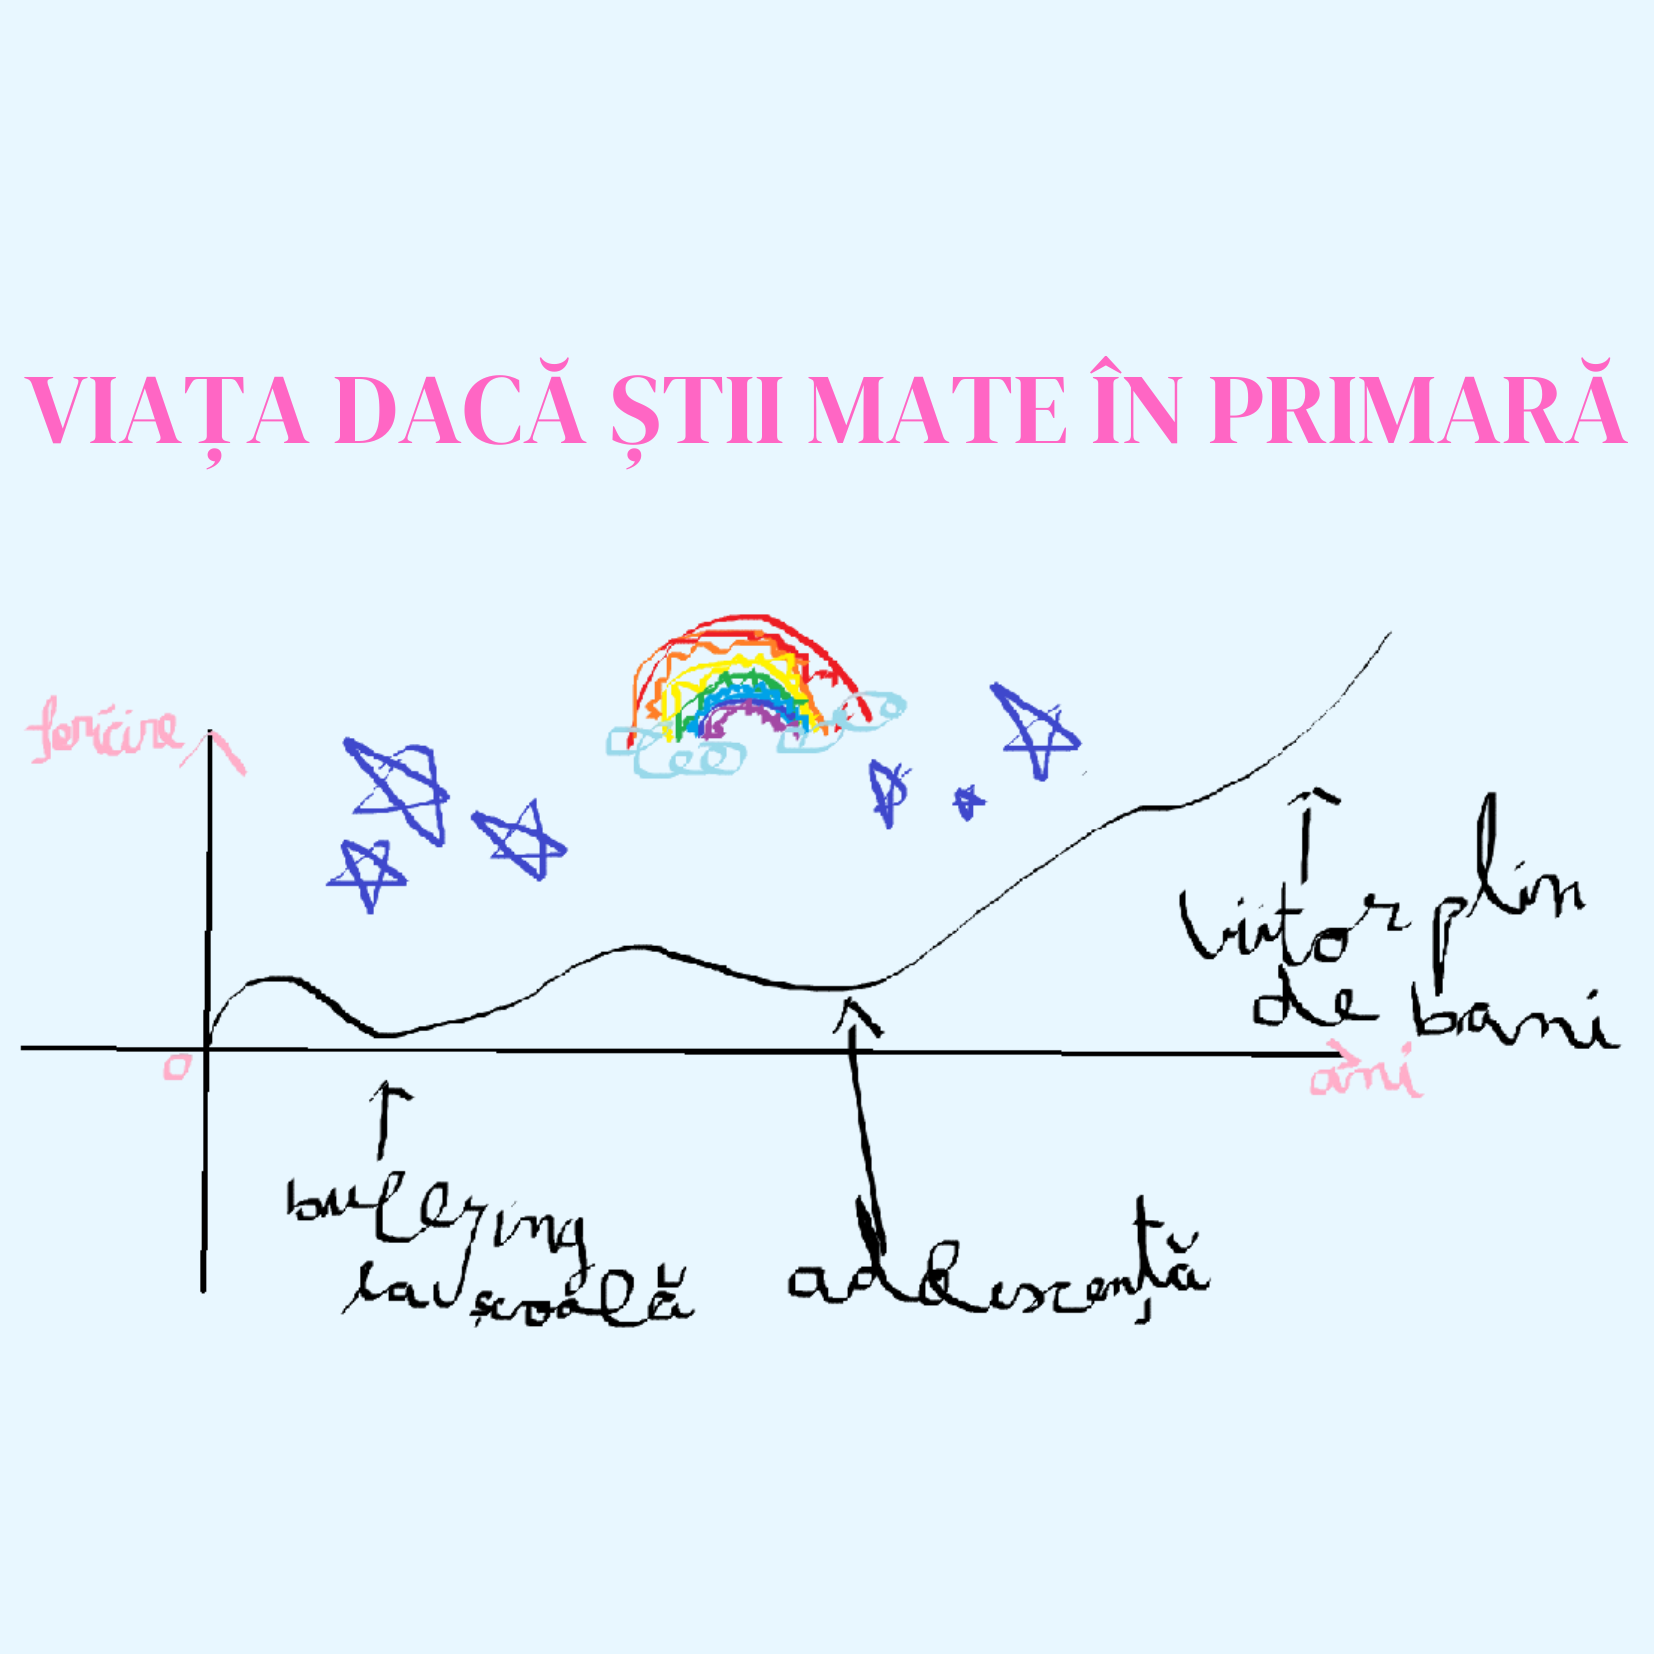 VIAȚA DACĂ ȘTII MATE ÎN PRIMARĂ
fericire
viitor plin
de bani
0
ani
bullying
la școală
adolescență